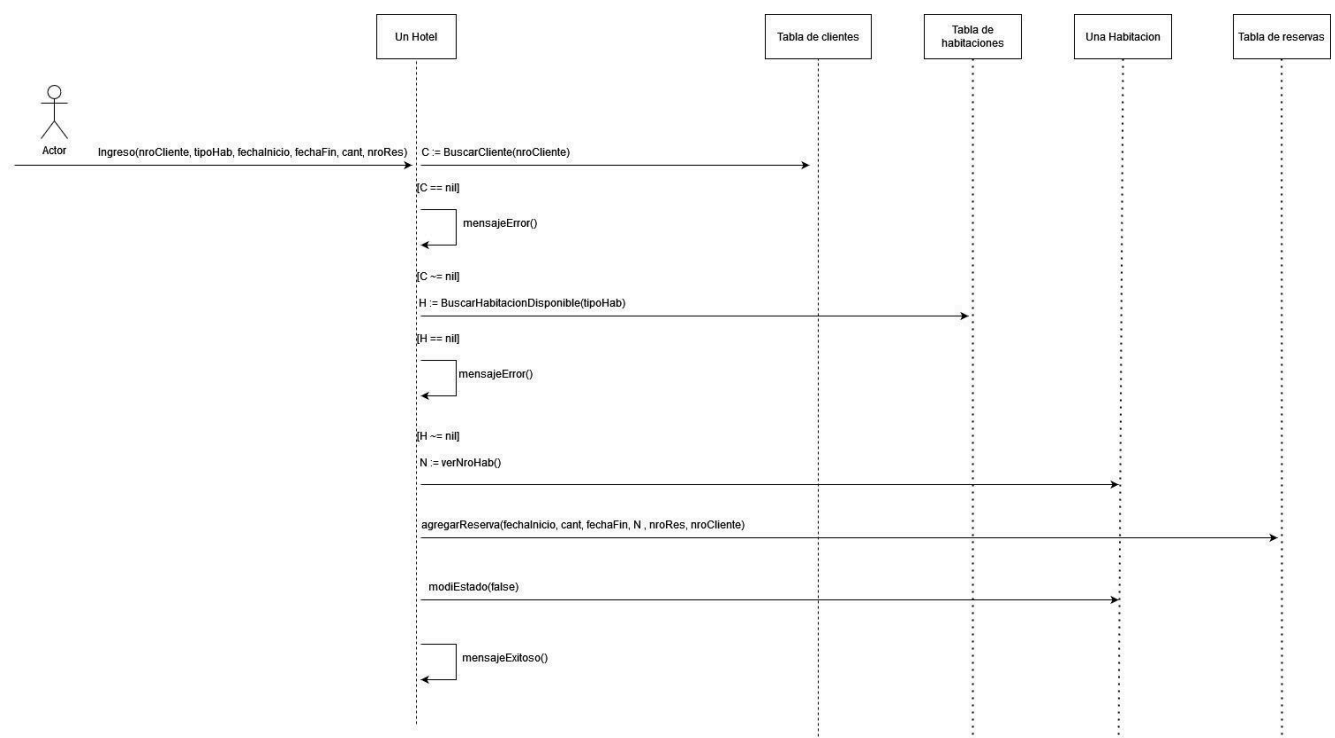 Un Hotel
Tabla de clientes
Tabla de
habitaciones
Una Habitacion
Tabla de reservas
Actor
Ingreso(nroCliente, tipoHab, fechaInicio, fechaFin, cant, nroRes)
C := BuscarCliente(nroCliente)
[C == nil]
mensajeError()
[C ~= nil]
H := BuscarHabitacionDisponible(tipoHab)
[H == nil]
mensajeError()
[H ~= nil]
N := verNroHab()
agregarReserva(fechaInicio, cant, fechaFin, N , nroRes, nroCliente)
modiEstado(false)
mensajeExitoso()